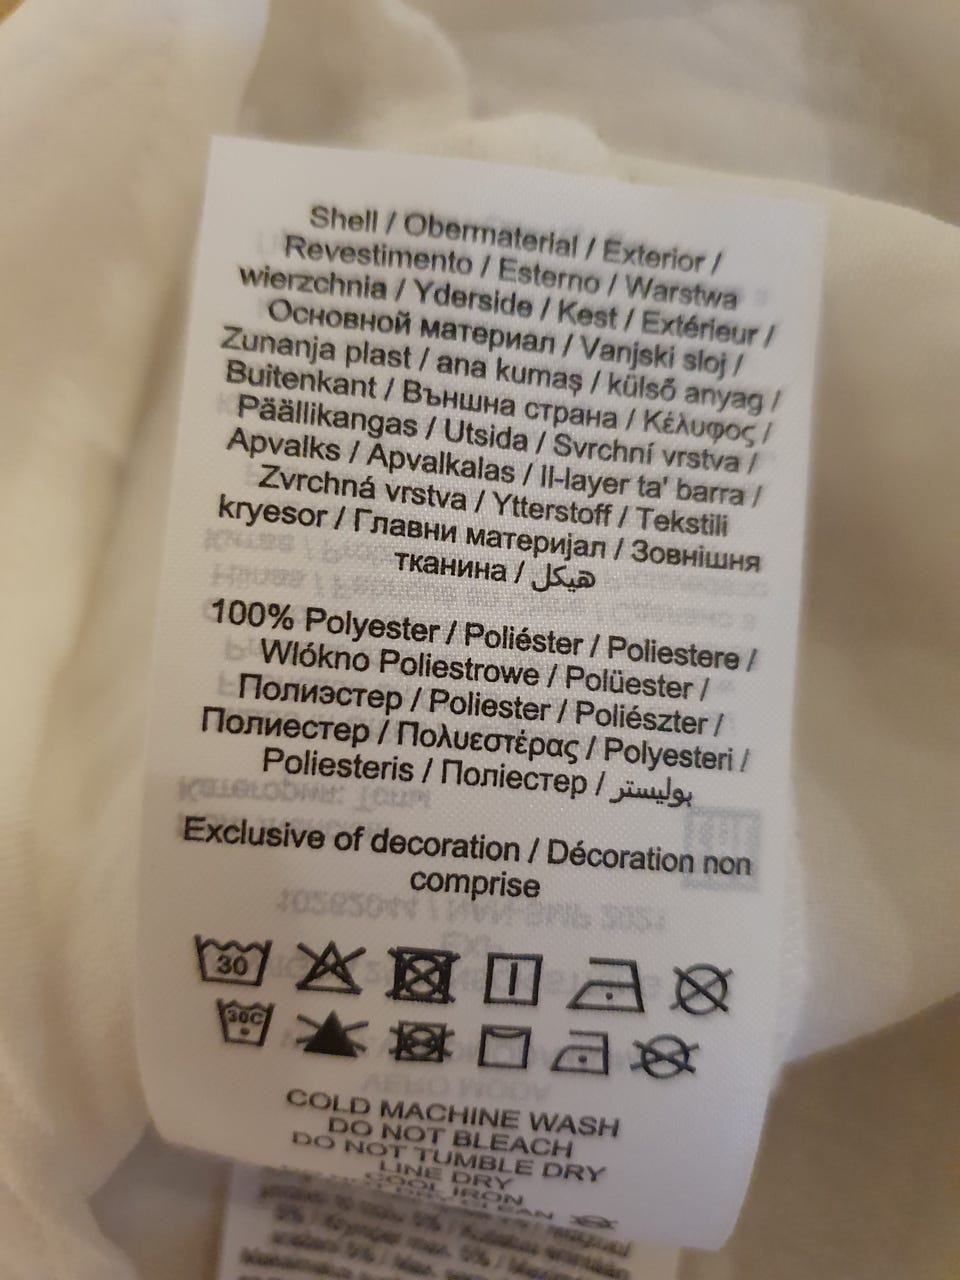 Shell / Obermaterial / Exterior /
Revestimento / Esterno / Warstwa
wierzchnia / Yderside / Kest / Extérieur /
Основной материал / Vanjski sloj /
Zunanja plast / ana kumaş / külső anyag /
Buitenkant / Външна страна / Κέλυφος /
Päällikangas / Utsida / Svrchní vrstva /
Apvalks / Apvalkalas / Il-layer ta' barra /
Zvrchná vrstva / Ytterstoff / Tekstili
kryesor / Главни материјал / Зовнішня
тканина / هيكل
100% Polyester / Poliéster / Poliestere /
Wlókno Poliestrowe / Polüester /
Полиэстер / Poliester / Poliészter /
Полиестер / Πολυεστέρας / Polyesteri /
Poliesteris / Поліестер / بوليستر
Exclusive of decoration / Décoration non
comprise
30
30C
COLD MACHINE WASH
DO NOT BLEACH
DO NOT TUMBLE DRY
LINE DRY
COOL IRON
CLEAN